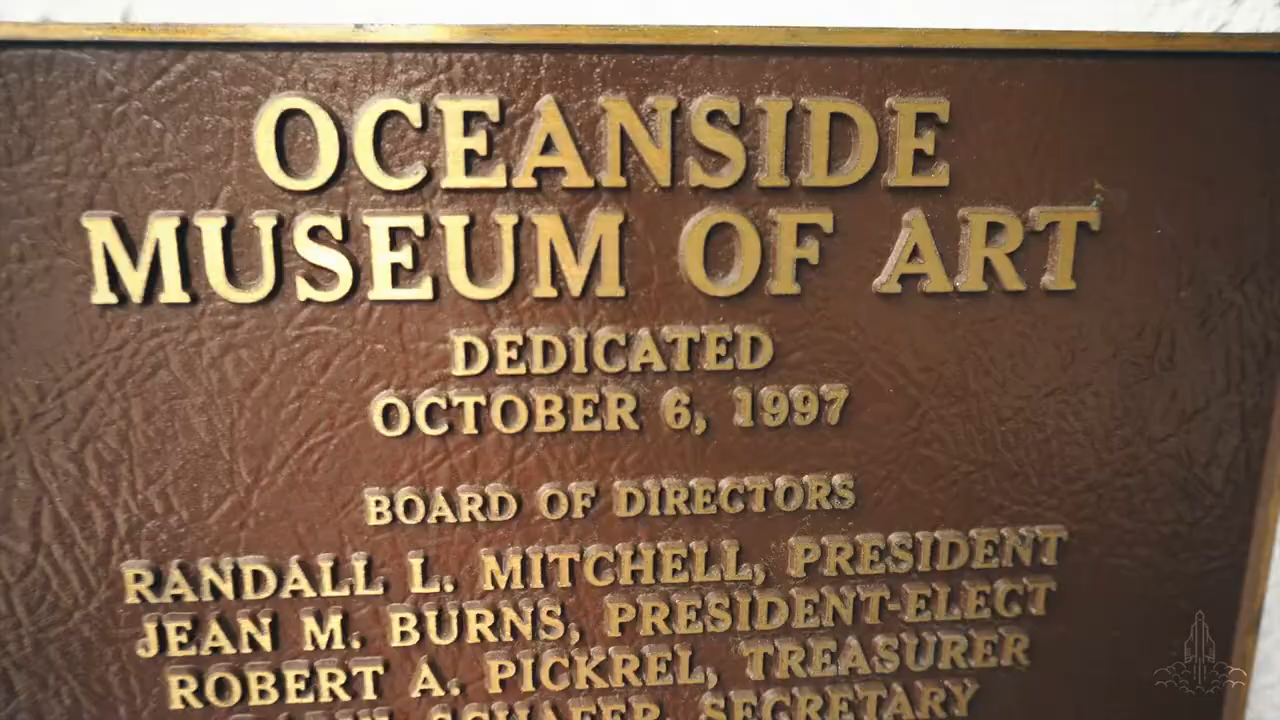 OCEANSIDE
MUSEUM OF ART
DEDICATED
OCTOBER 6, 1997
BOARD OF DIRECTORS
RANDALL L. MITCHELL, PRESIDENT
JEAN M. BURNS, PRESIDENT-ELECT
ROBERT A. PICKREL, TREASURER
SCHAFER, SECRETARY